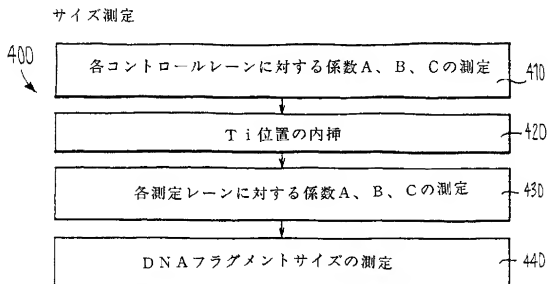 サイズ測定
400
各コントロールレーンに対する係数A、B、Cの測定
410
Ti位置の内挿
420
各測定レーンに対する係数A、B、Cの測定
430
DNAフラグメントサイズの測定
440